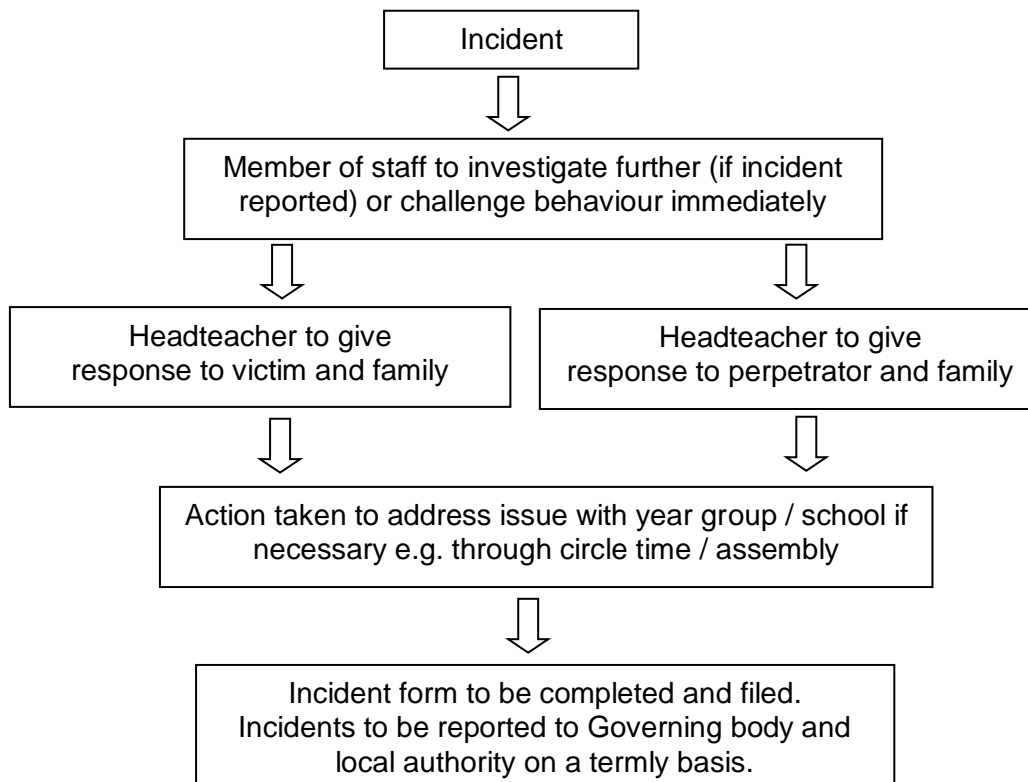 Incident
Member of staff to investigate further (if incident
reported) or challenge behaviour immediately
Headteacher to give
response to victim and family
Headteacher to give
response to perpetrator and family
Action taken to address issue with year group / school if
necessary e.g. through circle time / assembly
Incident form to be completed and filed.
Incidents to be reported to Governing body and
local authority on a termly basis.